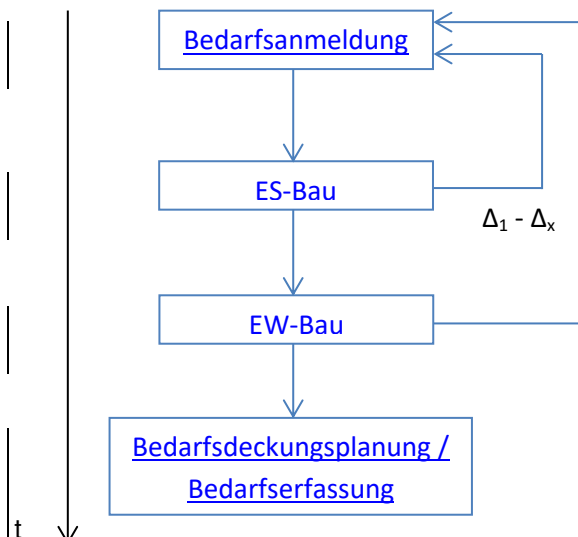 Bedarfsanmeldung
ES-Bau
Δ₁ - Δₓ
EW-Bau
Bedarfsdeckungsplanung /
Bedarfserfassung
t